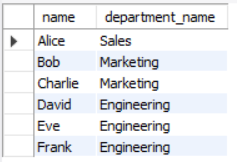 name department_name
Alice Sales
Bob Marketing
Charlie Marketing
David Engineering
Eve Engineering
Frank Engineering